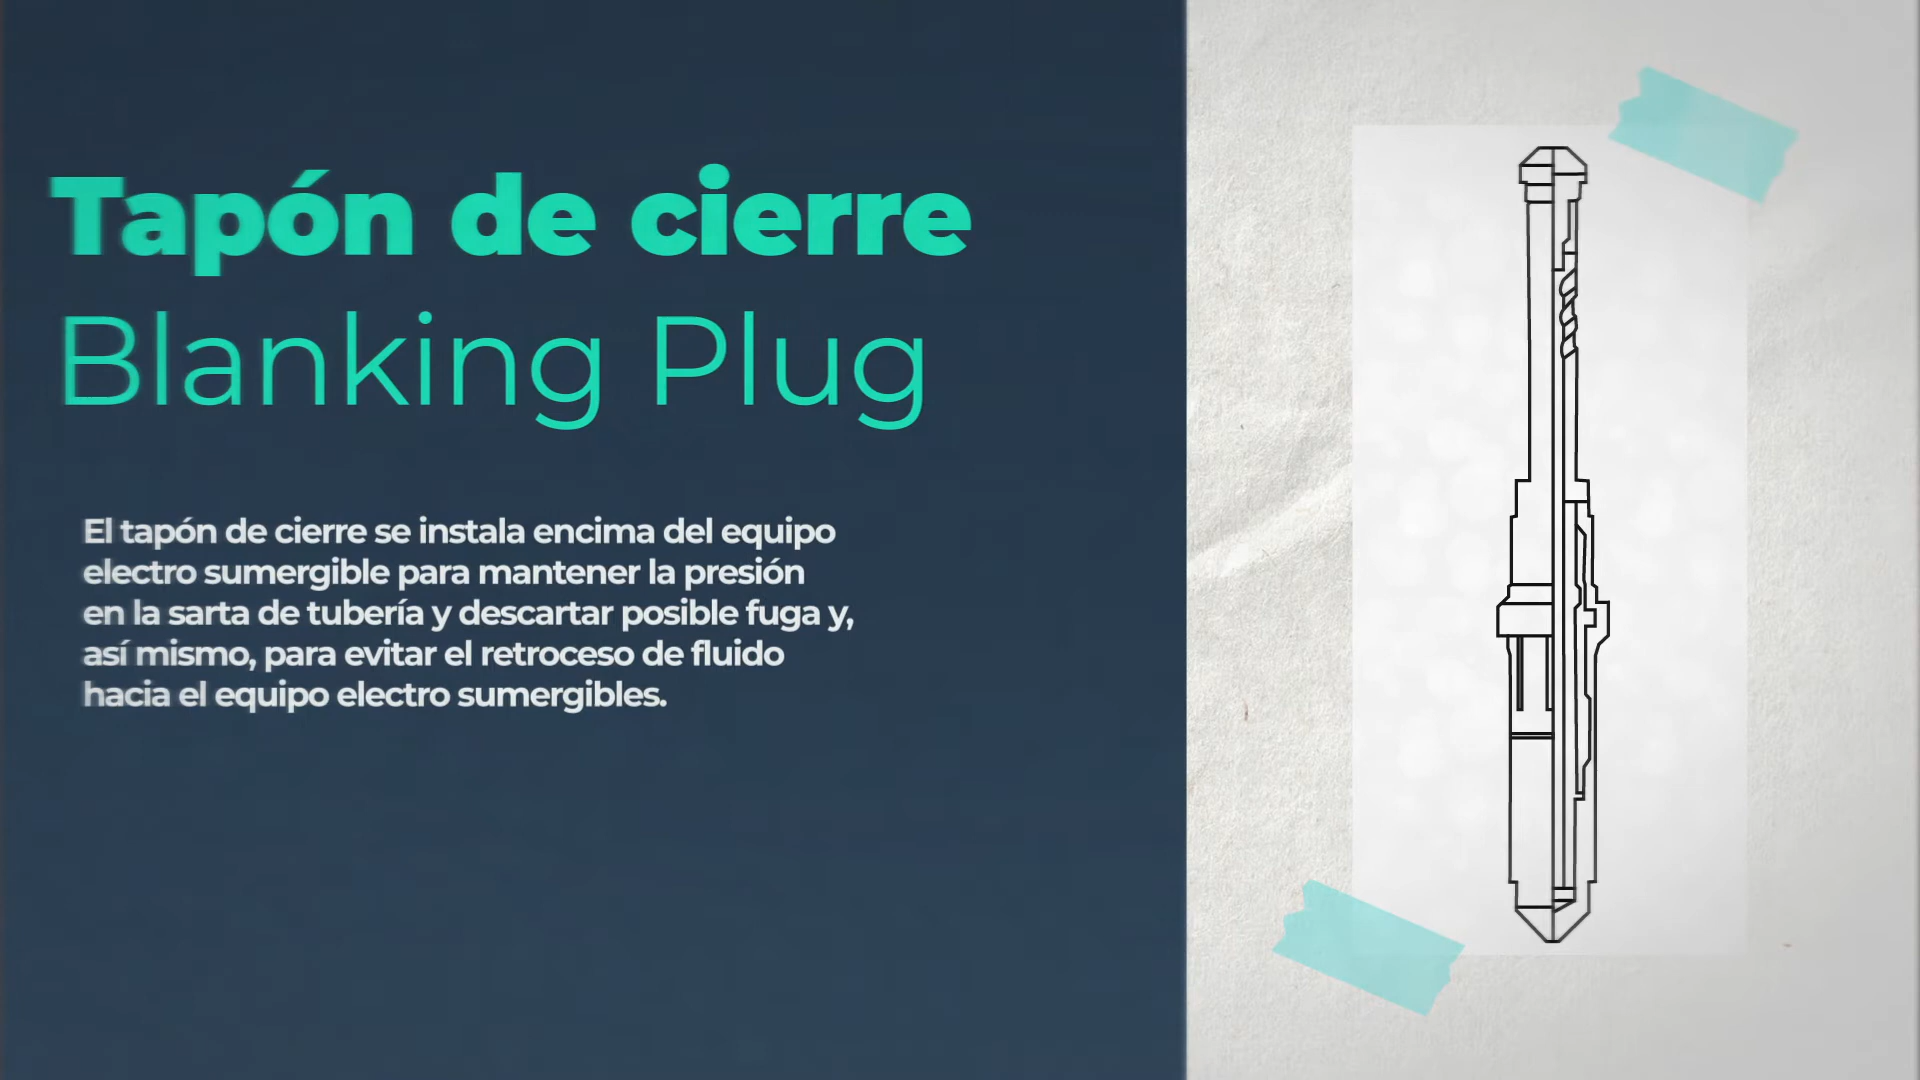 Tapón de cierre
Blanking Plug
El tapón de cierre se instala encima del equipo
electro sumergible para mantener la presión
en la sarta de tubería y descartar posible fuga y,
así mismo, para evitar el retroceso de fluido
hacia el equipo electro sumergibles.